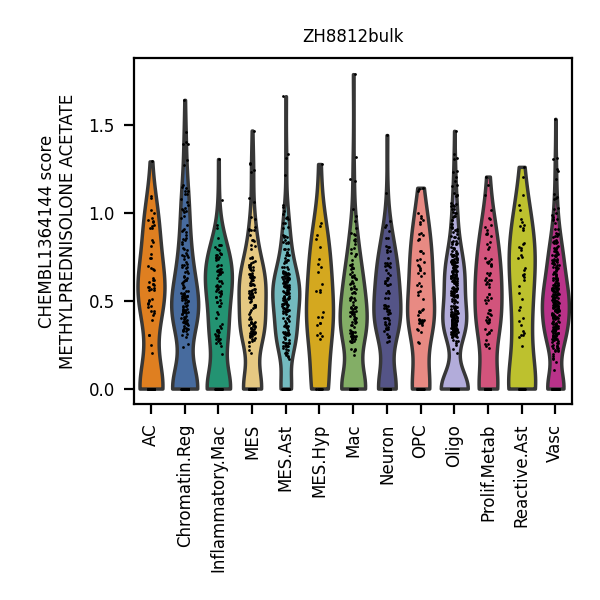 ZH8812bulk
CHEMBL1364144 score
METHYLPREDNISOLONE ACETATE
1.5
1.0
0.5
0.0
AC
Chromatin.Reg
Inflammatory.Mac
MES
MES.Ast
MES.Hyp
Mac
Neuron
OPC
Oligo
Prolif.Metab
Reactive.Ast
Vasc